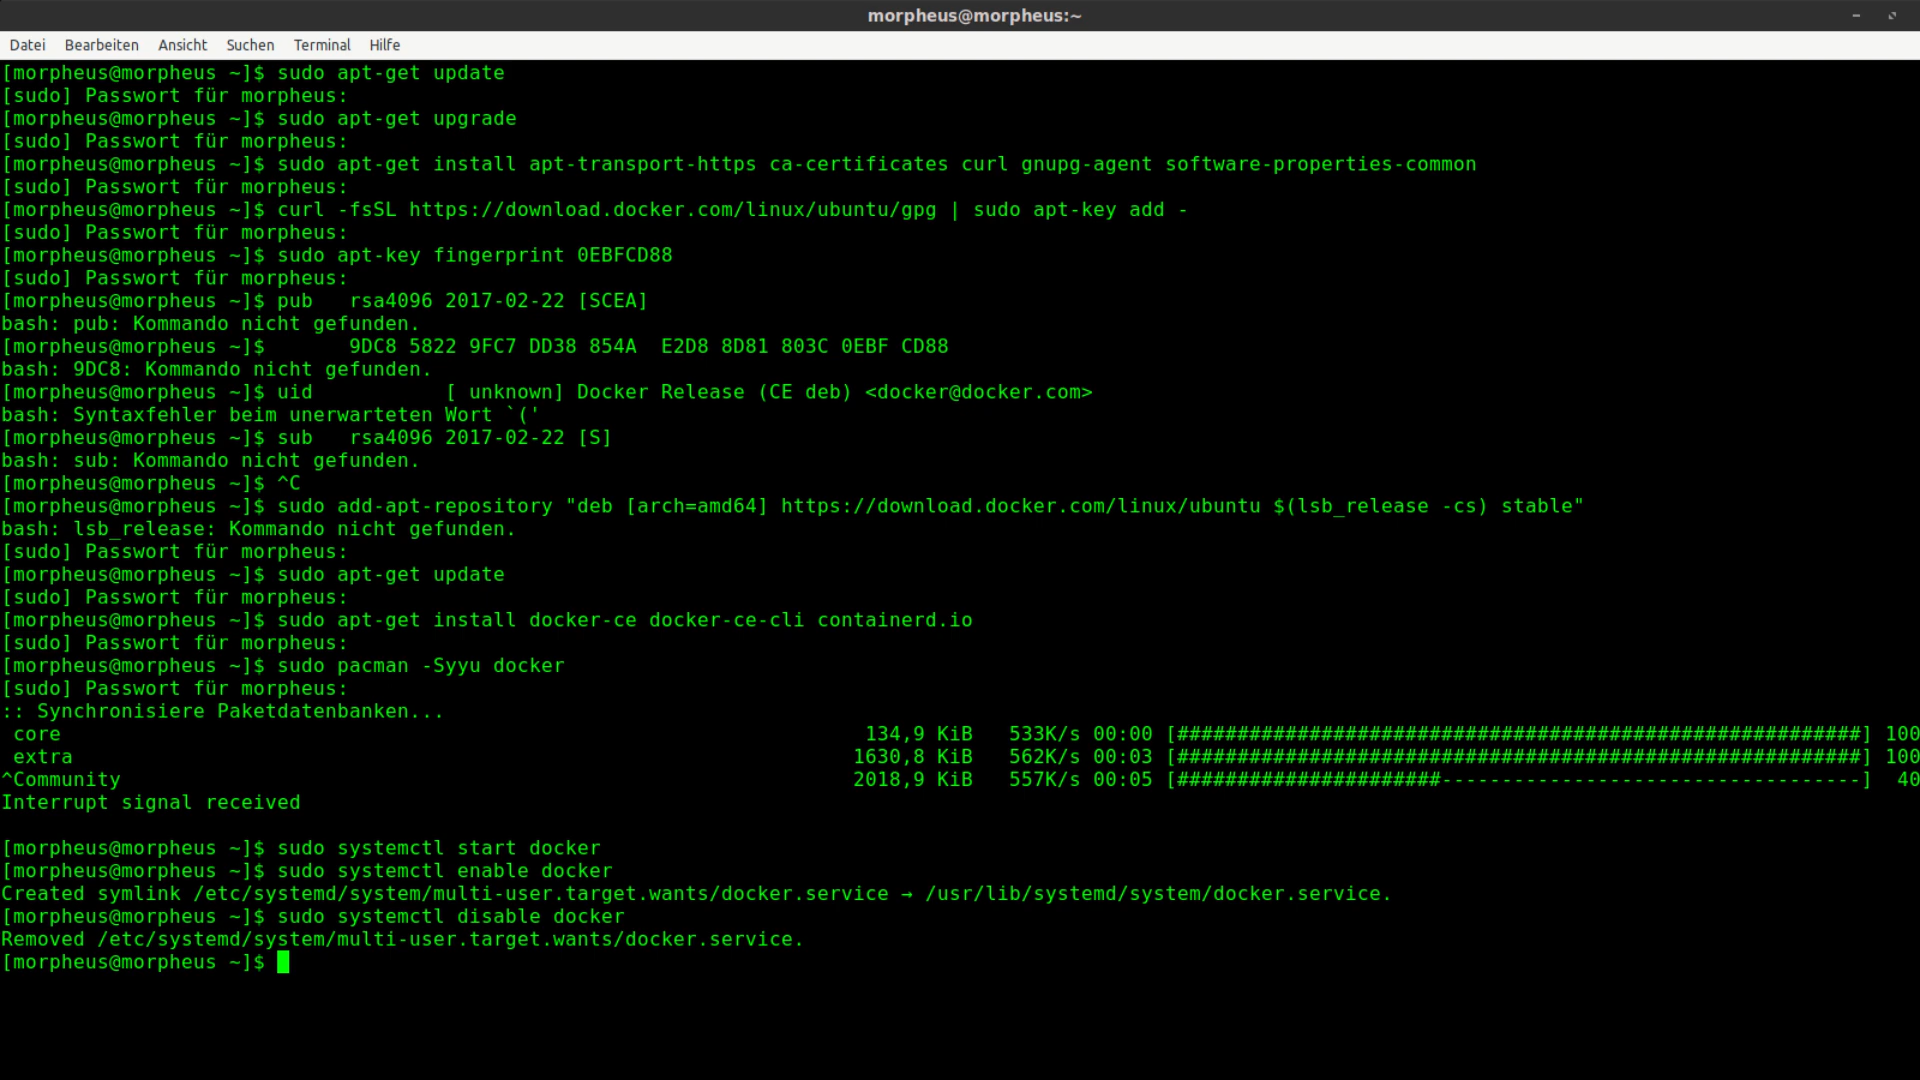 morpheus@morpheus:~
Datei Bearbeiten Ansicht Suchen Terminal Hilfe
[morpheus@morpheus ~]$ sudo apt-get update
[sudo] Passwort für morpheus:
[morpheus@morpheus ~]$ sudo apt-get upgrade
[sudo] Passwort für morpheus:
[morpheus@morpheus ~]$ sudo apt-get install apt-transport-https ca-certificates curl gnupg-agent software-properties-common
[sudo] Passwort für morpheus:
[morpheus@morpheus ~]$ curl -fsSL https://download.docker.com/linux/ubuntu/gpg | sudo apt-key add -
[sudo] Passwort für morpheus:
[morpheus@morpheus ~]$ sudo apt-key fingerprint 0EBFCD88
[sudo] Passwort für morpheus:
[morpheus@morpheus ~]$ pub   rsa4096 2017-02-22 [SCEA]
bash: pub: Kommando nicht gefunden.
[morpheus@morpheus ~]$       9DC8 5822 9FC7 DD38 854A  E2D8 8D81 803C 0EBF CD88
bash: 9DC8: Kommando nicht gefunden.
[morpheus@morpheus ~]$ uid           [ unknown] Docker Release (CE deb) <docker@docker.com>
bash: Syntaxfehler beim unerwarteten Wort `('
[morpheus@morpheus ~]$ sub   rsa4096 2017-02-22 [S]
bash: sub: Kommando nicht gefunden.
[morpheus@morpheus ~]$ ^C
[morpheus@morpheus ~]$ sudo add-apt-repository "deb [arch=amd64] https://download.docker.com/linux/ubuntu $(lsb_release -cs) stable"
bash: lsb_release: Kommando nicht gefunden.
[sudo] Passwort für morpheus:
[morpheus@morpheus ~]$ sudo apt-get update
[sudo] Passwort für morpheus:
[morpheus@morpheus ~]$ sudo apt-get install docker-ce docker-ce-cli containerd.io
[sudo] Passwort für morpheus:
[morpheus@morpheus ~]$ sudo pacman -Syyu docker
[sudo] Passwort für morpheus:
:: Synchronisiere Paketdatenbanken...
 core 134,9 KiB   533K/s 00:00 [#########################################################] 100
 extra 1630,8 KiB   562K/s 00:03 [#########################################################] 100
^Community 2018,9 KiB   557K/s 00:05 [######################-----------------------------------]  40
Interrupt signal received
[morpheus@morpheus ~]$ sudo systemctl start docker
[morpheus@morpheus ~]$ sudo systemctl enable docker
Created symlink /etc/systemd/system/multi-user.target.wants/docker.service → /usr/lib/systemd/system/docker.service.
[morpheus@morpheus ~]$ sudo systemctl disable docker
Removed /etc/systemd/system/multi-user.target.wants/docker.service.
[morpheus@morpheus ~]$